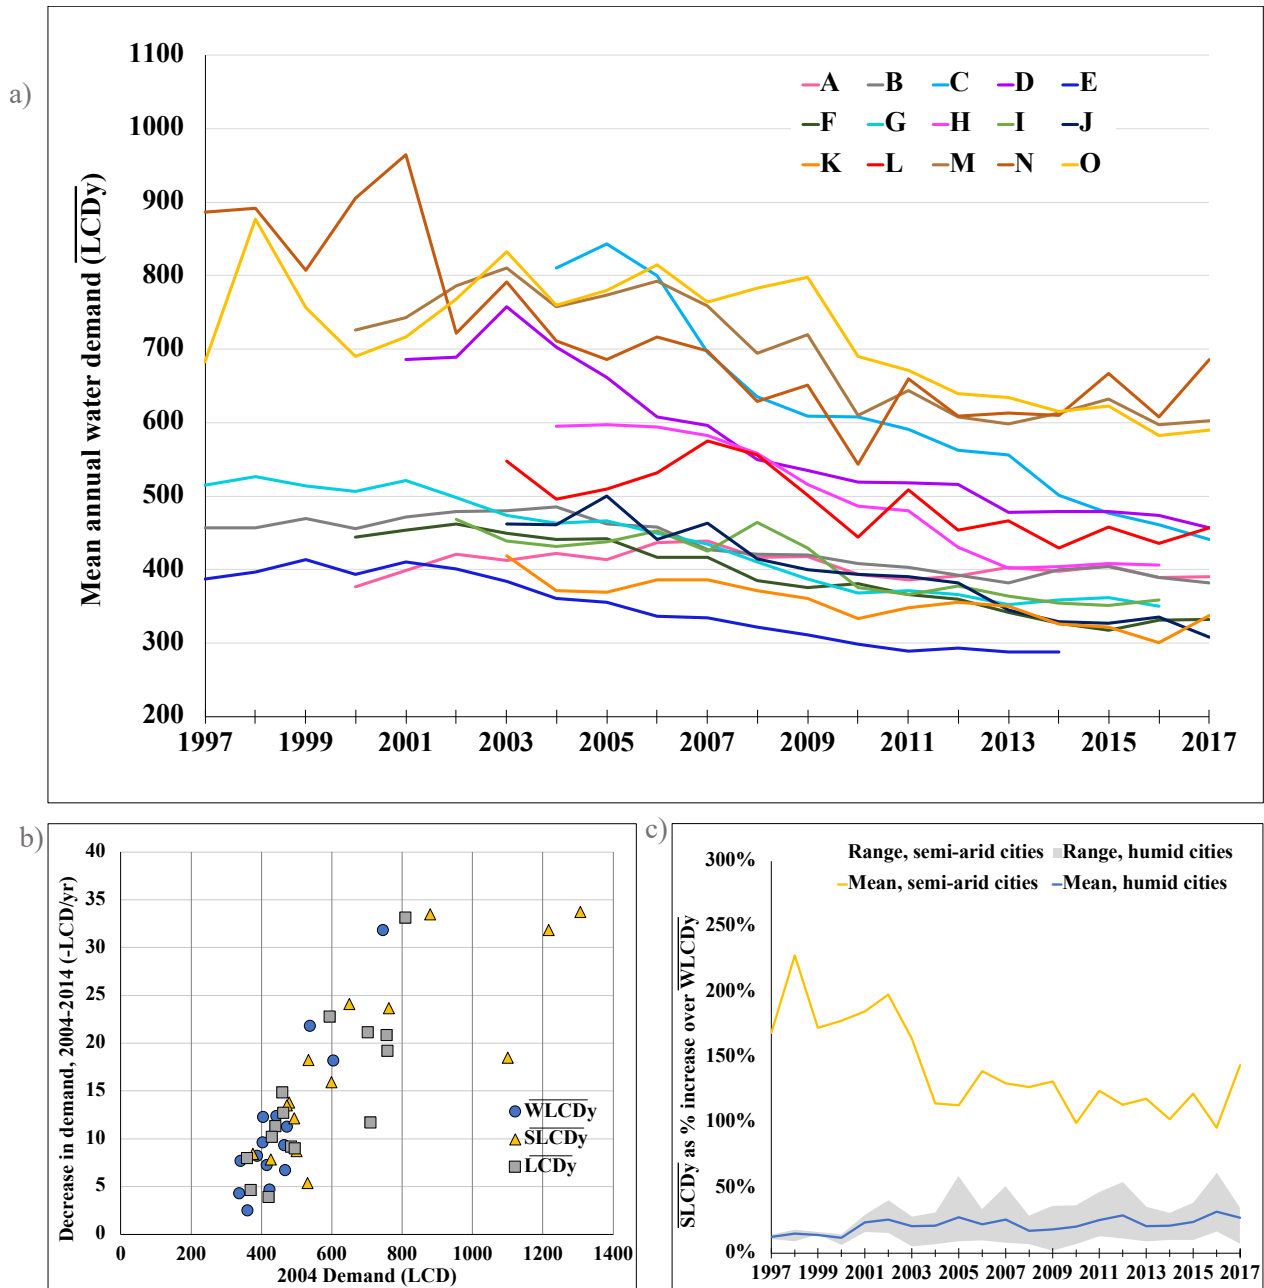 a)
Mean annual water demand (LCDy)
1100
1000
900
800
700
600
500
400
300
200
1997 1999 2001 2003 2005 2007 2009 2011 2013 2015 2017
A B C D E
F G H I J
K L M N O
b)
Decrease in demand, 2004-2014 (-LCD/yr)
40
35
30
25
20
15
10
5
0
0 200 400 600 800 1000 1200 1400
2004 Demand (LCD)
WLCDy
SLCDy
LCDy
c)
SLCDy as % increase over WLCDy
300%
250%
200%
150%
100%
50%
0%
1997 1999 2001 2003 2005 2007 2009 2011 2013 2015 2017
Range, semi-arid cities Range, humid cities
Mean, semi-arid cities Mean, humid cities